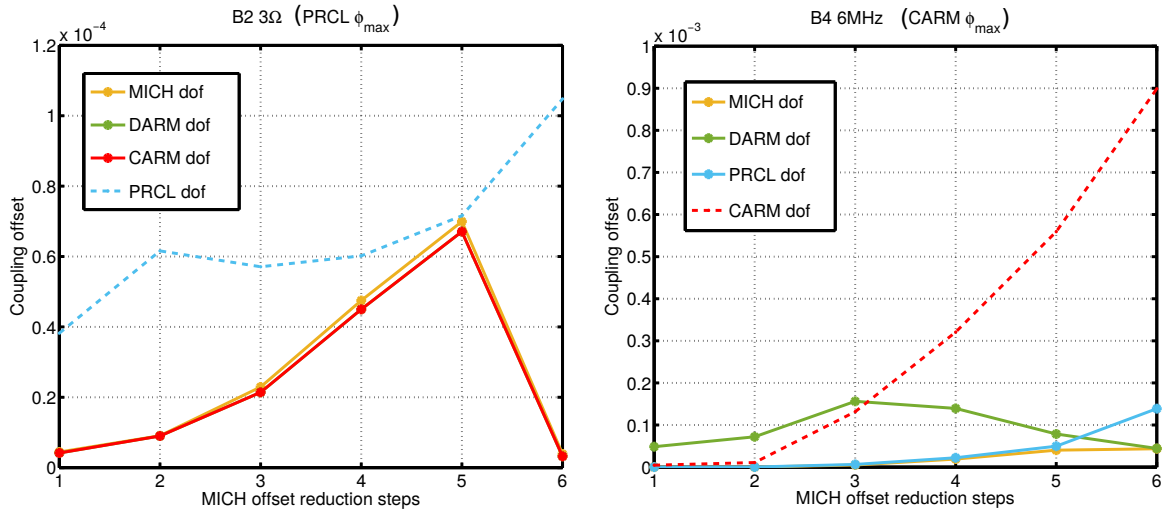 B2 3Ω (PRCL ϕmax)
x 10⁻⁴
1.2
1
0.8
0.6
0.4
0.2
0
Coupling offset
MICH dof
DARM dof
CARM dof
PRCL dof
1 2 3 4 5 6
MICH offset reduction steps
B4 6MHz (CARM ϕmax)
x 10⁻³
1
0.9
0.8
0.7
0.6
0.5
0.4
0.3
0.2
0.1
0
Coupling offset
MICH dof
DARM dof
PRCL dof
CARM dof
1 2 3 4 5 6
MICH offset reduction steps